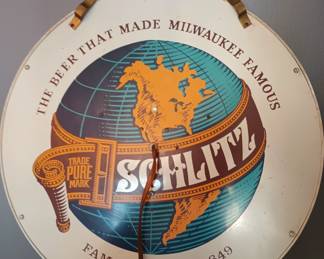 THE BEER THAT MADE MILWAUKEE FAMOUS
TRADE
PURE
MARK
SCHLITZ